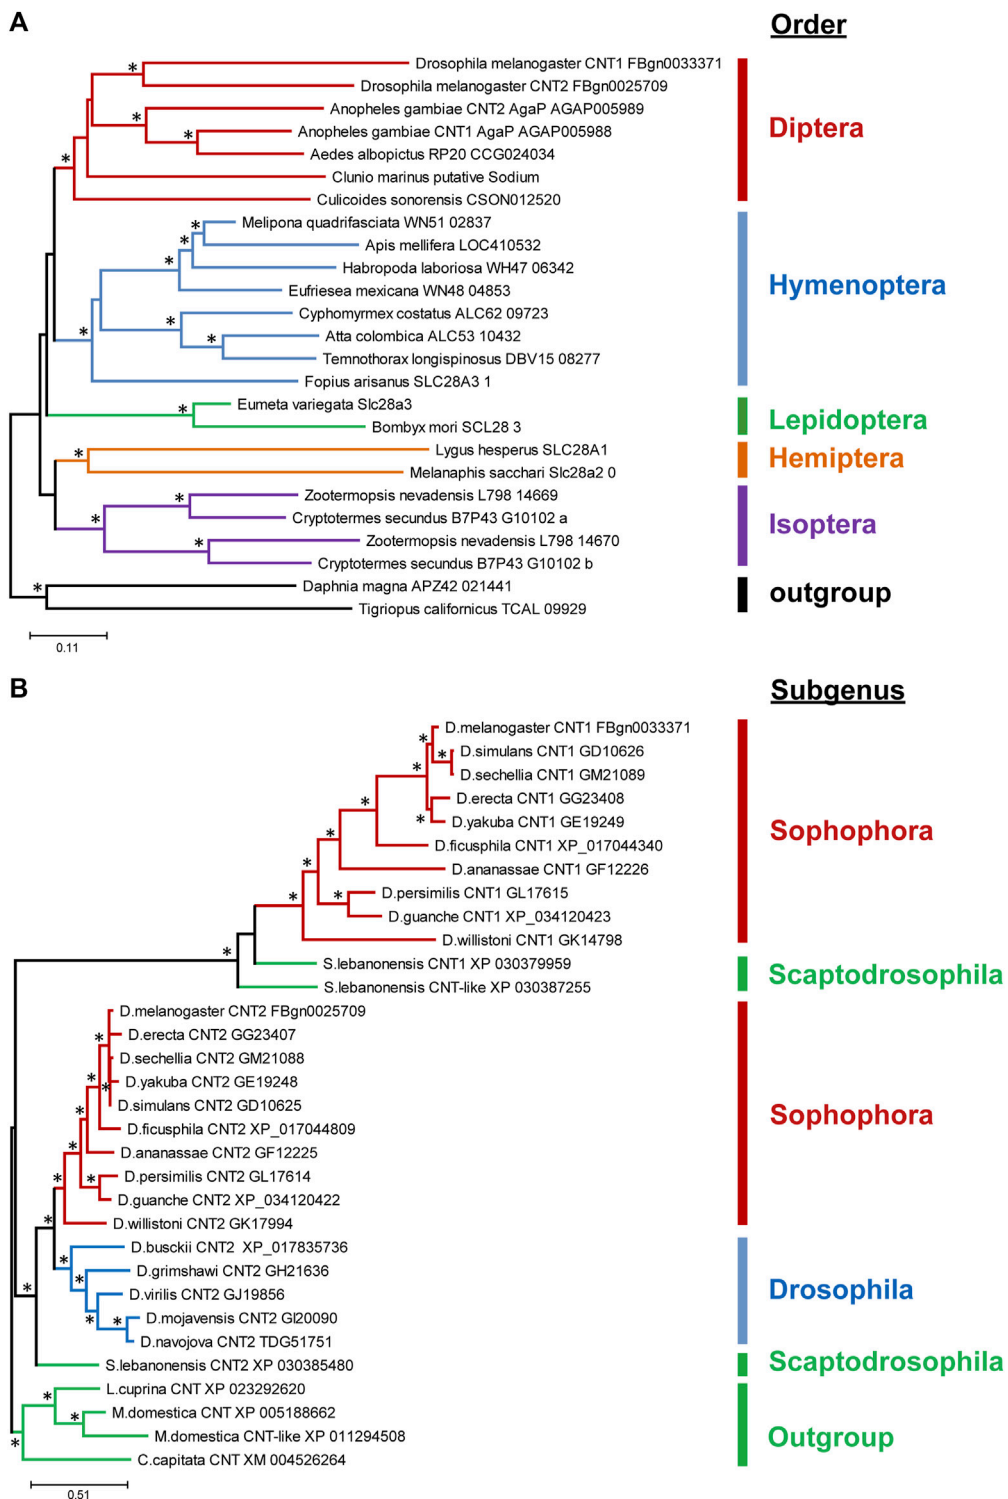 A
Order
Drosophila melanogaster CNT1 FBgn0033371
Drosophila melanogaster CNT2 FBgn0025709
Anopheles gambiae CNT2 AgaP AGAP005989
Anopheles gambiae CNT1 AgaP AGAP005988
Aedes albopictus RP20 CCG024034
Clunio marinus putative Sodium
Culicoides sonorensis CSON012520
Diptera
Melipona quadrifasciata WN51 02837
Apis mellifera LOC410532
Habropoda laboriosa WH47 06342
Eufriesea mexicana WN48 04853
Cyphomyrmex costatus ALC62 09723
Atta colombica ALC53 10432
Temnothorax longispinosus DBV15 08277
Fopius arisanus SLC28A3 1
Hymenoptera
Eumeta variegata Slc28a3
Bombyx mori SCL28 3
Lepidoptera
Lygus hesperus SLC28A1
Melanaphis sacchari Slc28a2 0
Hemiptera
Zootermopsis nevadensis L798 14669
Cryptotermes secundus B7P43 G10102 a
Zootermopsis nevadensis L798 14670
Cryptotermes secundus B7P43 G10102 b
Isoptera
Daphnia magna APZ42 021441
Tigriopus californicus TCAL 09929
outgroup
0.11
B
Subgenus
D.melanogaster CNT1 FBgn0033371
D.simulans CNT1 GD10626
D.sechellia CNT1 GM21089
D.erecta CNT1 GG23408
D.yakuba CNT1 GE19249
D.ficusphila CNT1 XP_017044340
D.ananassae CNT1 GF12226
D.persimilis CNT1 GL17615
D.guanche CNT1 XP_034120423
D.willistoni CNT1 GK14798
Sophophora
S.lebanonensis CNT1 XP 030379959
S.lebanonensis CNT-like XP 030387255
Scaptodrosophila
D.melanogaster CNT2 FBgn0025709
D.erecta CNT2 GG23407
D.sechellia CNT2 GM21088
D.yakuba CNT2 GE19248
D.simulans CNT2 GD10625
D.ficusphila CNT2 XP_017044809
D.ananassae CNT2 GF12225
D.persimilis CNT2 GL17614
D.guanche CNT2 XP_034120422
D.willistoni CNT2 GK17994
Sophophora
D.busckii CNT2 XP_017835736
D.grimshawi CNT2 GH21636
D.virilis CNT2 GJ19856
D.mojavensis CNT2 GI20090
D.navojova CNT2 TDG51751
Drosophila
S.lebanonensis CNT2 XP 030385480
Scaptodrosophila
L.cuprina CNT XP 023292620
M.domestica CNT XP 005188662
M.domestica CNT-like XP 011294508
C.capitata CNT XM 004526264
Outgroup
0.51